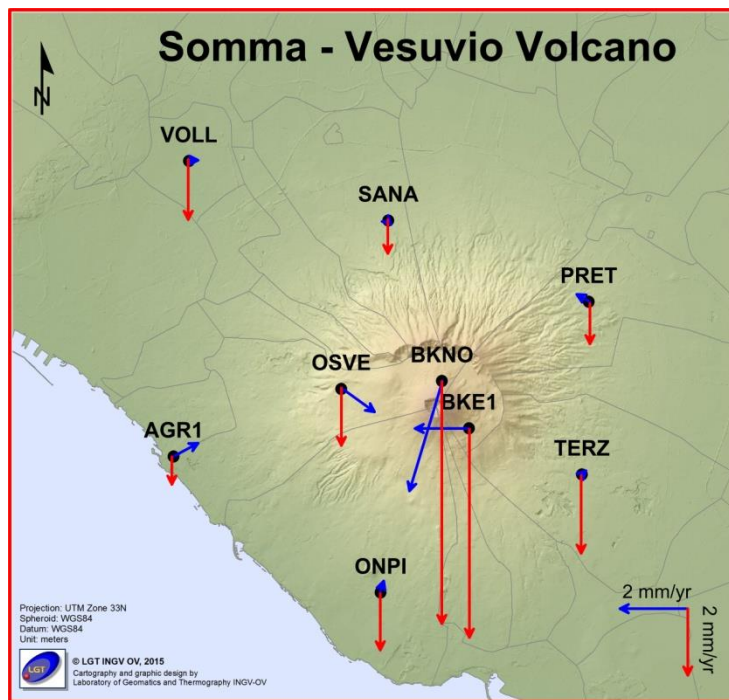 Somma - Vesuvio Volcano
N
VOLL
SANA
PRET
OSVE
BKNO
BKE1
AGR1
TERZ
ONPI
2 mm/yr
2 mm/yr
Projection: UTM Zone 33N
Spheroid: WGS84
Datum: WGS84
Unit: meters
LGT
© LGT INGV OV, 2015
Cartography and graphic design by
Laboratory of Geomatics and Thermography INGV-OV